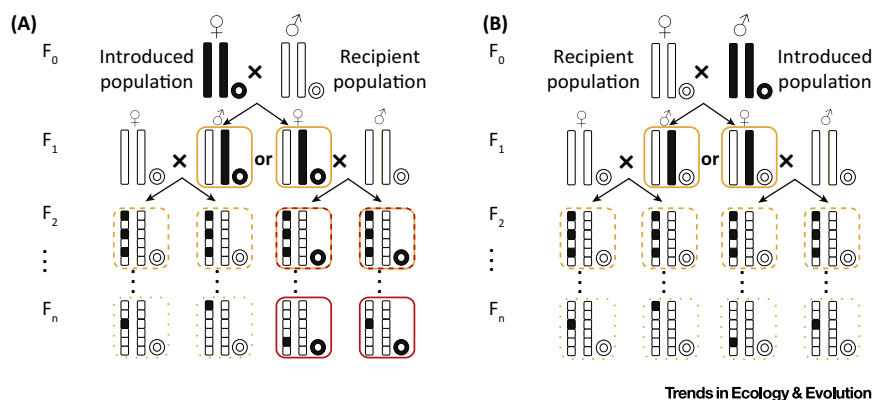 (A)
♀ ♂
F0
Introduced population × Recipient population
♀ ♂ ♀ ♂
F1
× or ×
F2
⋮
Fn
(B)
♀ ♂
F0
Recipient population × Introduced population
♀ ♂ ♀ ♂
F1
× or ×
F2
⋮
Fn
Trends in Ecology & Evolution